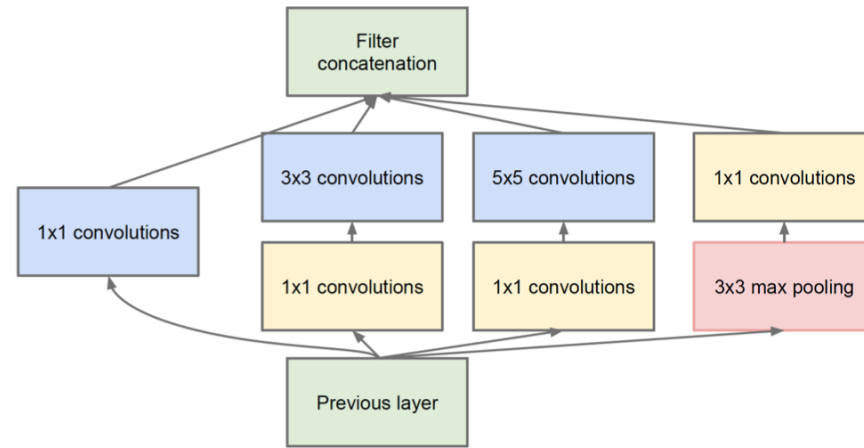 Filter
concatenation
3x3 convolutions
5x5 convolutions
1x1 convolutions
1x1 convolutions
1x1 convolutions
1x1 convolutions
3x3 max pooling
Previous layer